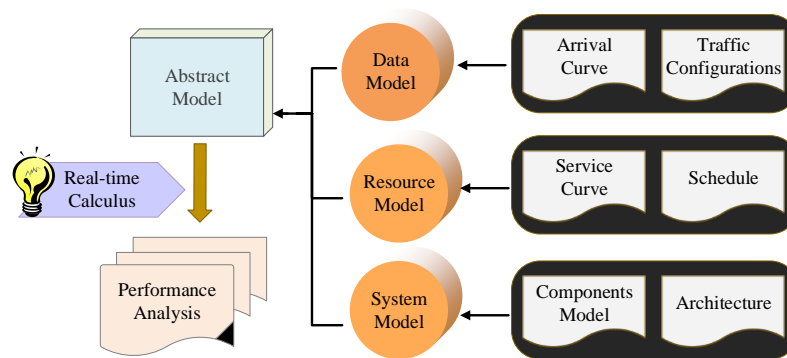 Abstract
Model
Real-time
Calculus
Performance
Analysis
Data
Model
Resource
Model
System
Model
Arrival
Curve
Traffic
Configurations
Service
Curve
Schedule
Components
Model
Architecture